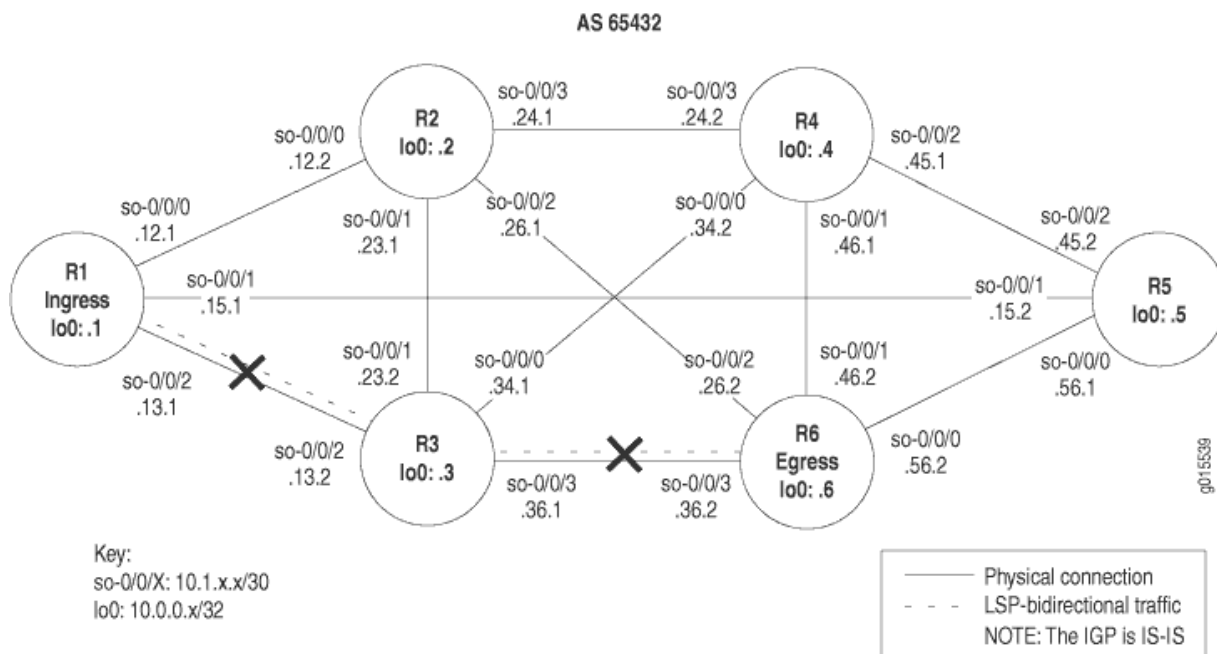 AS 65432
so-0/0/3
.24.1
so-0/0/3
.24.2
R2
lo0: .2
R4
lo0: .4
so-0/0/0
.12.2
so-0/0/2
.45.1
so-0/0/0
.12.1
so-0/0/1
.23.1
so-0/0/2
.26.1
so-0/0/0
.34.2
so-0/0/1
.46.1
so-0/0/2
.45.2
R1
Ingress
lo0: .1
so-0/0/1
.15.1
so-0/0/1
.15.2
R5
lo0: .5
so-0/0/2
.13.1
so-0/0/1
.23.2
so-0/0/0
.34.1
so-0/0/2
.26.2
so-0/0/1
.46.2
so-0/0/0
.56.1
so-0/0/2
.13.2
R3
lo0: .3
so-0/0/3
.36.1
so-0/0/3
.36.2
R6
Egress
lo0: .6
so-0/0/0
.56.2
g015539
Key:
so-0/0/X: 10.1.x.x/30
lo0: 10.0.0.x/32
Physical connection
LSP-bidirectional traffic
NOTE: The IGP is IS-IS